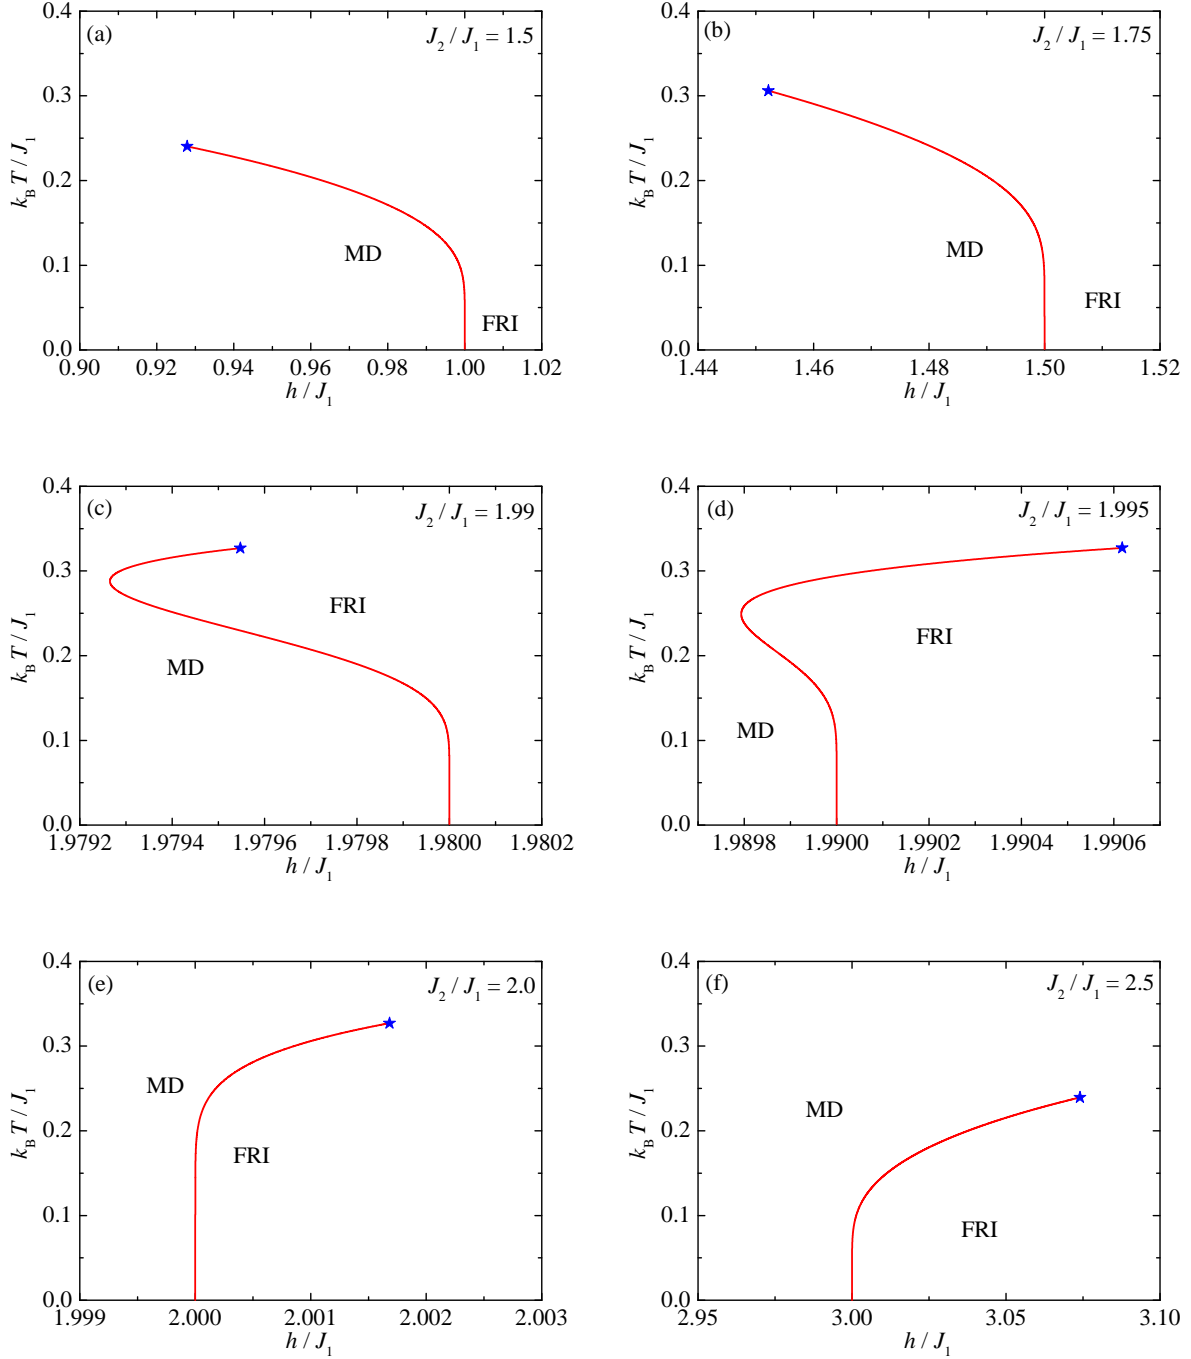 (a)
J2 / J1 = 1.5
0.4
0.3
0.2
0.1
0.0
kB T / J1
MD
FRI
0.90 0.92 0.94 0.96 0.98 1.00 1.02
h / J1
(b)
J2 / J1 = 1.75
0.4
0.3
0.2
0.1
0.0
kB T / J1
MD
FRI
1.44 1.46 1.48 1.50 1.52
h / J1
(c)
J2 / J1 = 1.99
0.4
0.3
0.2
0.1
0.0
kB T / J1
FRI
MD
1.9792 1.9794 1.9796 1.9798 1.9800 1.9802
h / J1
(d)
J2 / J1 = 1.995
0.4
0.3
0.2
0.1
0.0
kB T / J1
FRI
MD
1.9898 1.9900 1.9902 1.9904 1.9906
h / J1
(e)
J2 / J1 = 2.0
0.4
0.3
0.2
0.1
0.0
kB T / J1
MD
FRI
1.999 2.000 2.001 2.002 2.003
h / J1
(f)
J2 / J1 = 2.5
0.4
0.3
0.2
0.1
0.0
kB T / J1
MD
FRI
2.95 3.00 3.05 3.10
h / J1